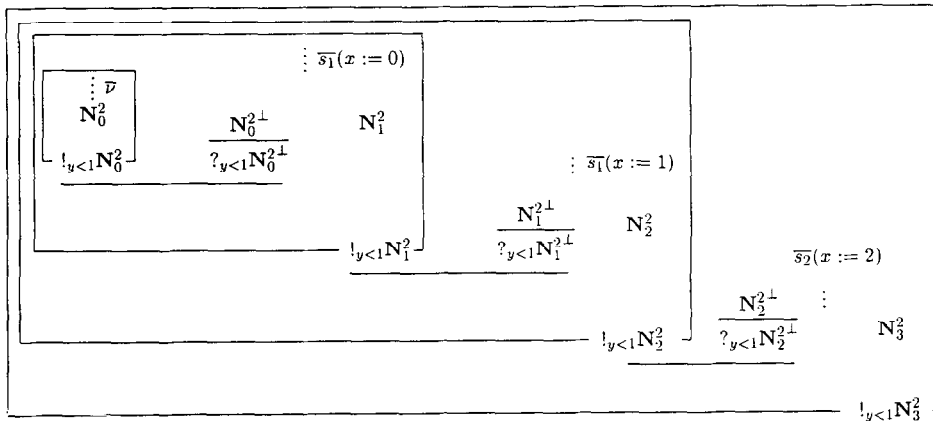 ⋮ s̅₁(x := 0)
⋮ ν̅
N₀²
N₀²⊥
N₁²
!y<1N₀²
?y<1N₀²⊥
⋮ s̅₁(x := 1)
N₁²⊥
N₂²
!y<1N₁²
?y<1N₁²⊥
s̅₂(x := 2)
N₂²⊥
⋮
N₃²
!y<1N₂²
?y<1N₂²⊥
!y<1N₃²